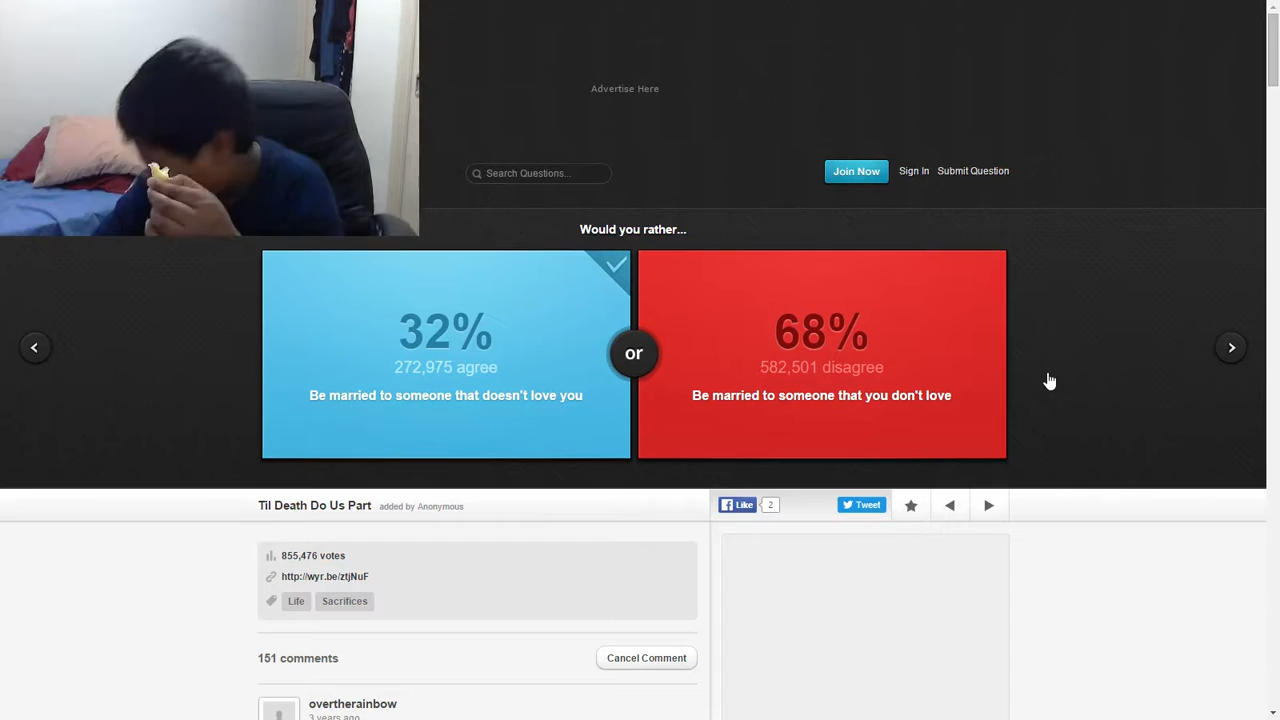 Advertise Here
Search Questions...
Join Now
Sign In
Submit Question
Would you rather...
32%
272,975 agree
Be married to someone that doesn't love you
or
68%
582,501 disagree
Be married to someone that you don't love
Til Death Do Us Part added by Anonymous
Like 2
Tweet
855,476 votes
http://wyr.be/ztjNuF
Life Sacrifices
151 comments
Cancel Comment
overtherainbow
3 years ago